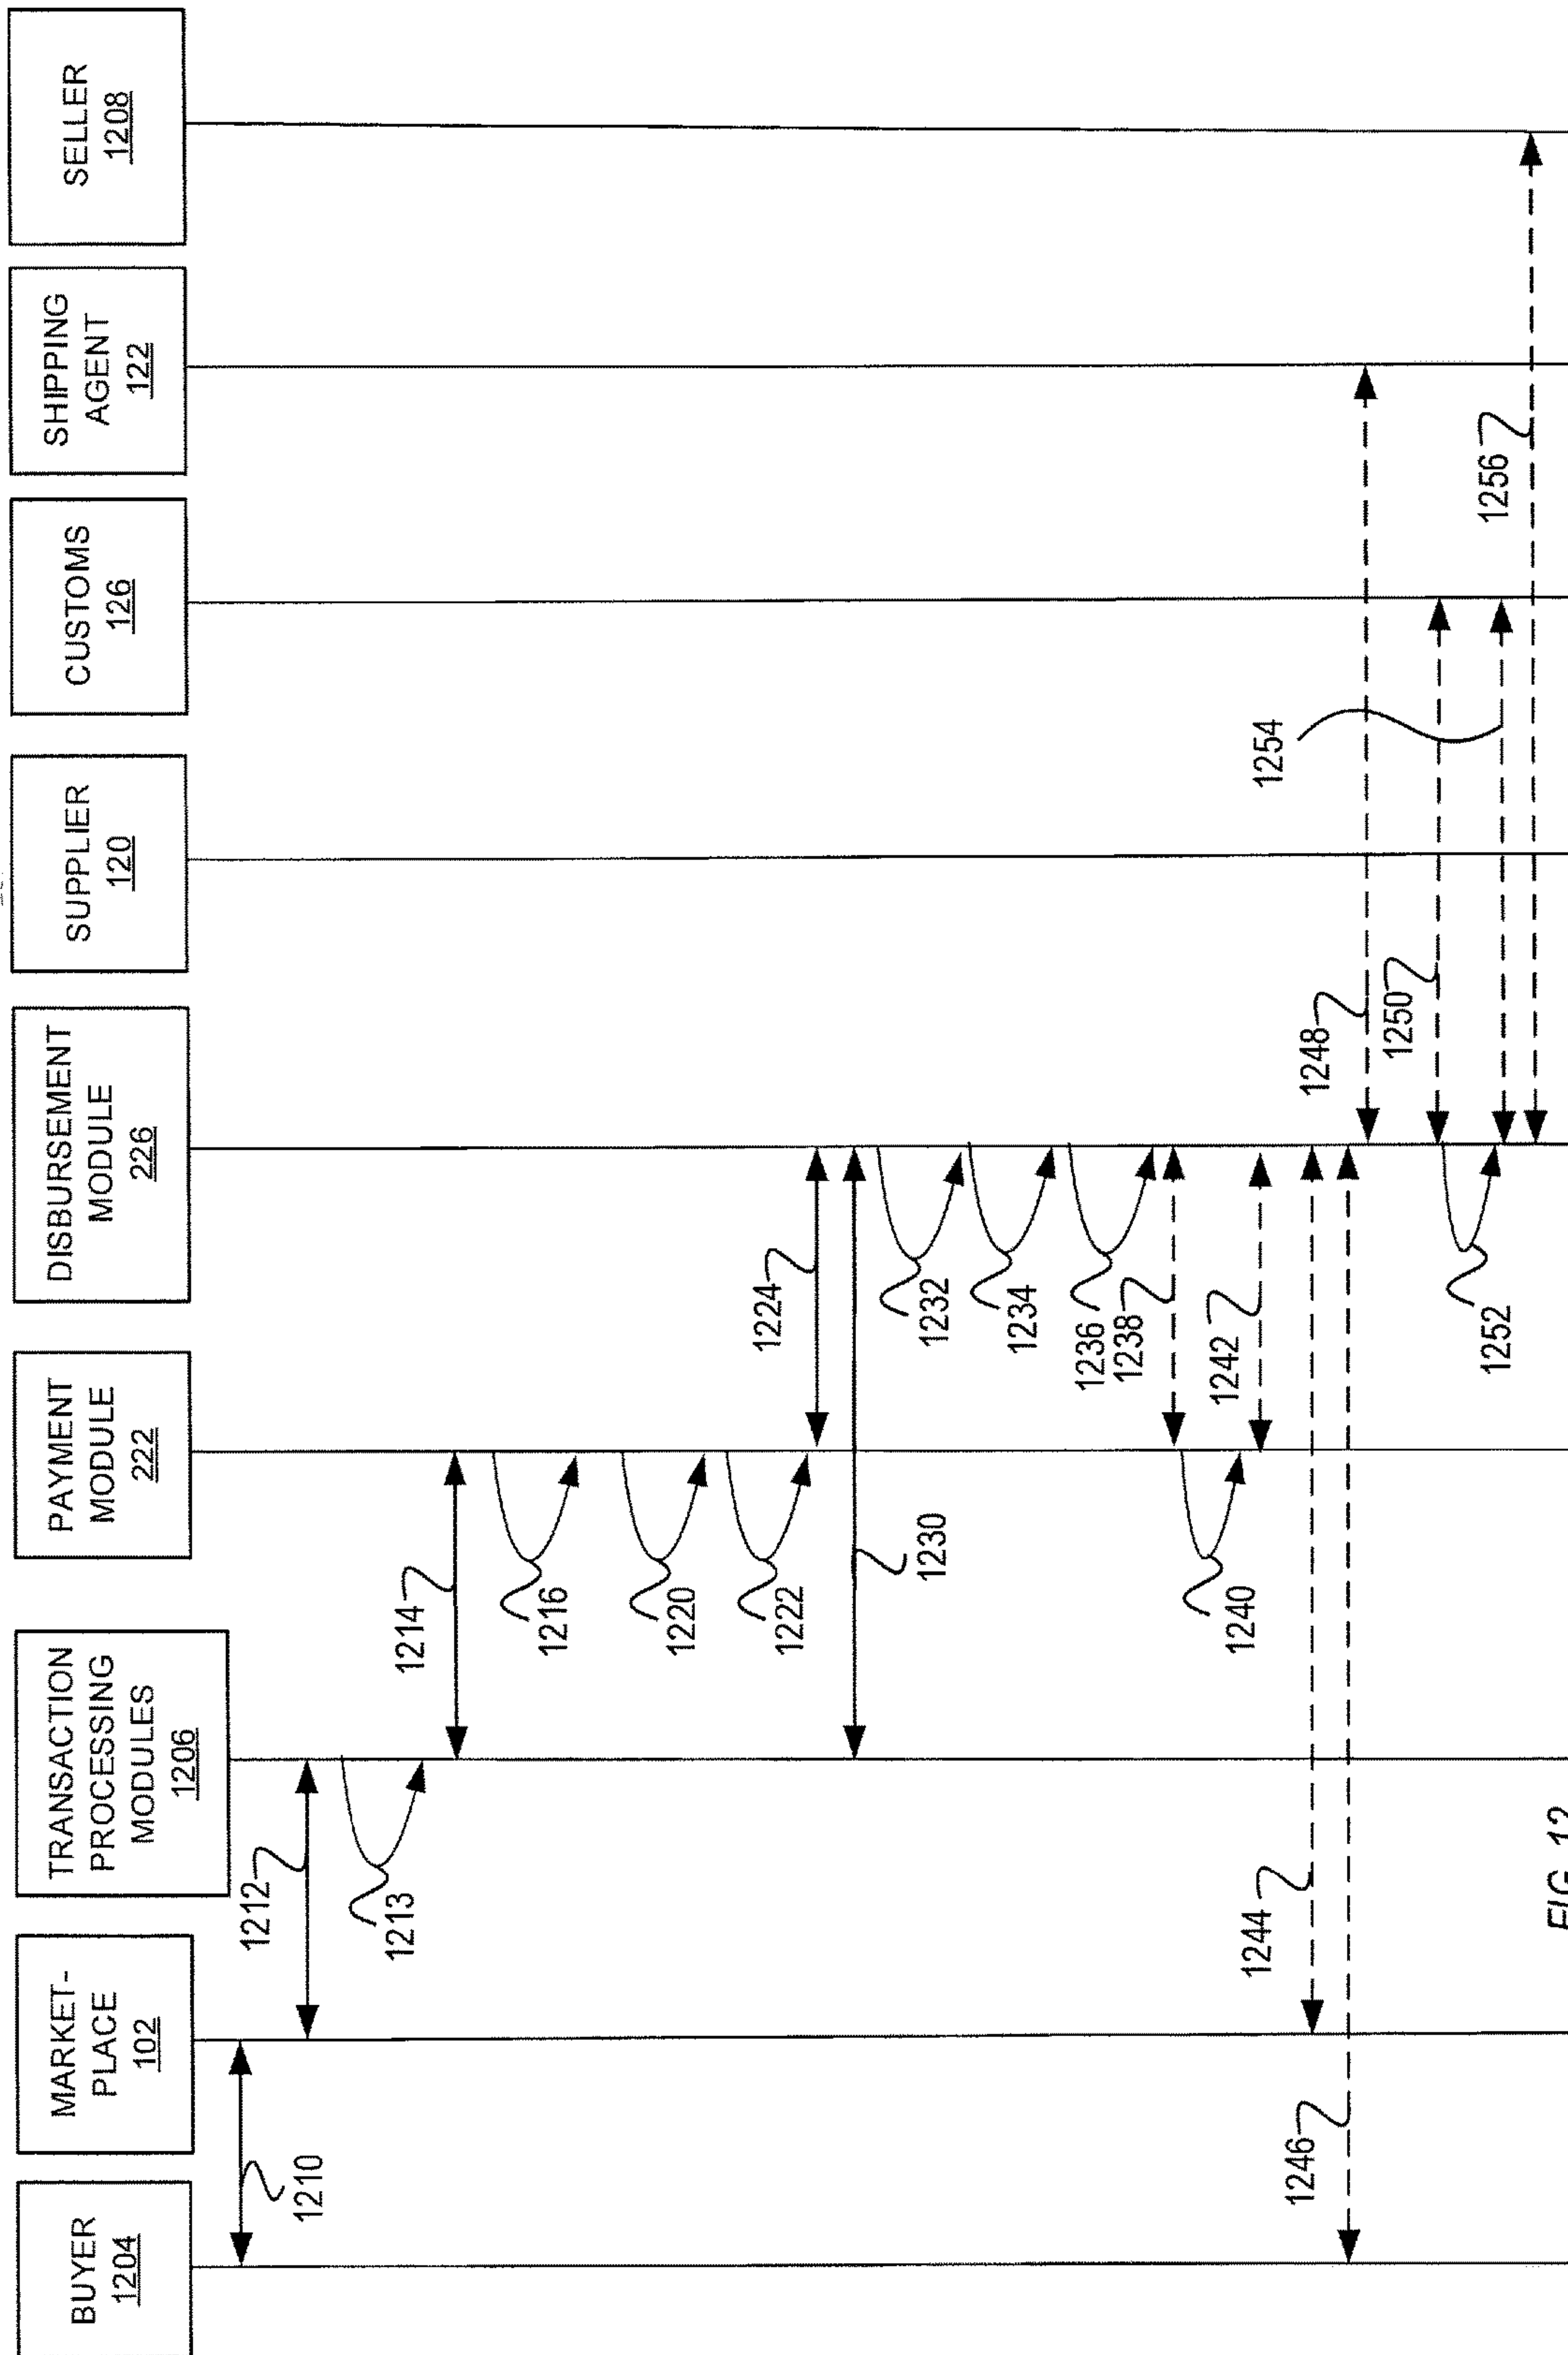 BUYER
1204
MARKET-
PLACE
102
TRANSACTION
PROCESSING
MODULES
1206
PAYMENT
MODULE
222
DISBURSEMENT
MODULE
226
SUPPLIER
120
CUSTOMS
126
SHIPPING
AGENT
122
SELLER
1208
1210
1212
1213
1214
1216
1220
1222
1224
1230
1232
1234
1236
1238
1240
1242
1244
1246
1248
1250
1252
1254
1256
FIG. 12